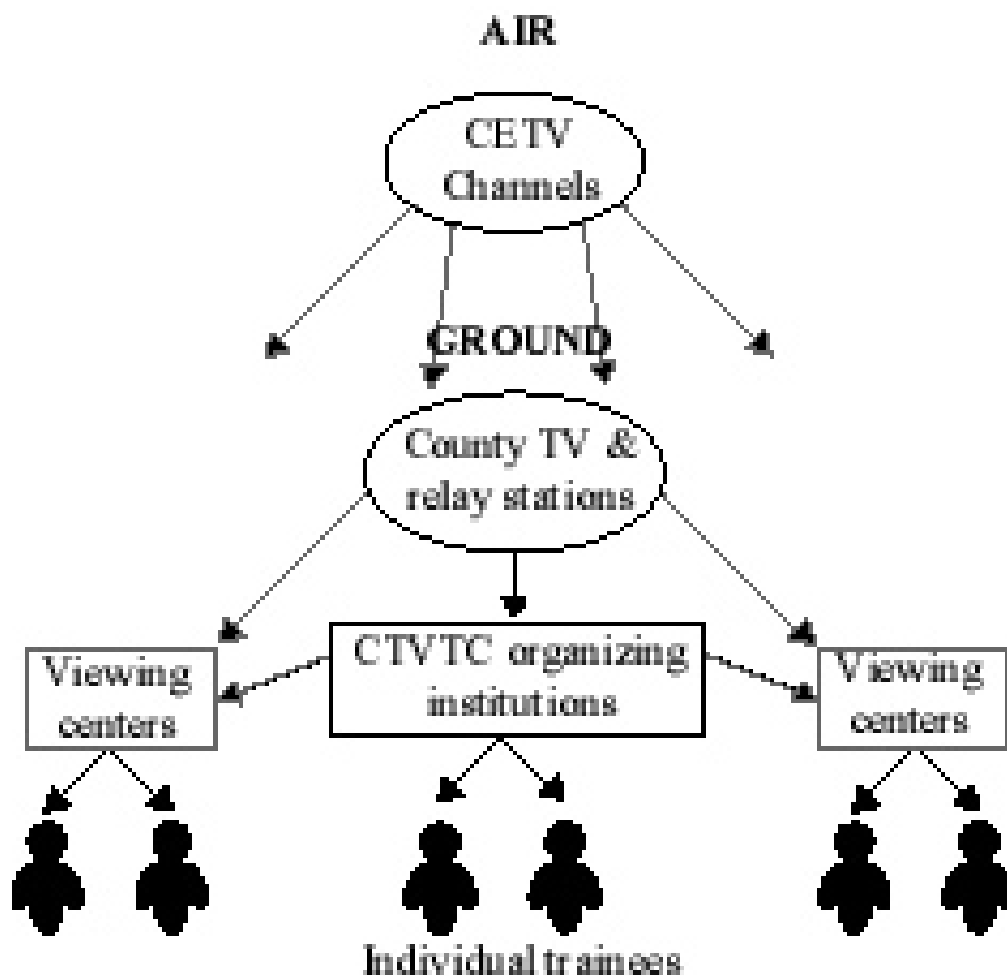 AIR
CETV
Channels
GROUND
County TV &
relay stations
Viewing
centers
CTVTC organizing
institutions
Viewing
centers
Individual trainees